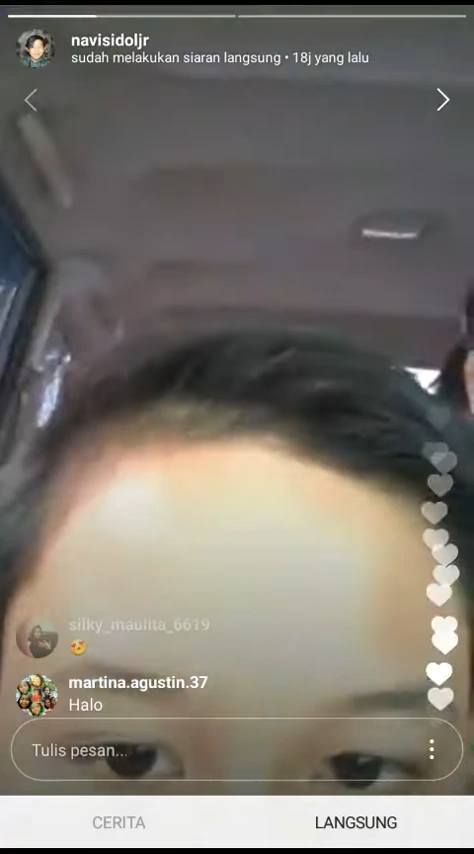 navisidoljr
sudah melakukan siaran langsung • 18j yang lalu
silky_maulita_6619
martina.agustin.37
Halo
Tulis pesan...
CERITA
LANGSUNG